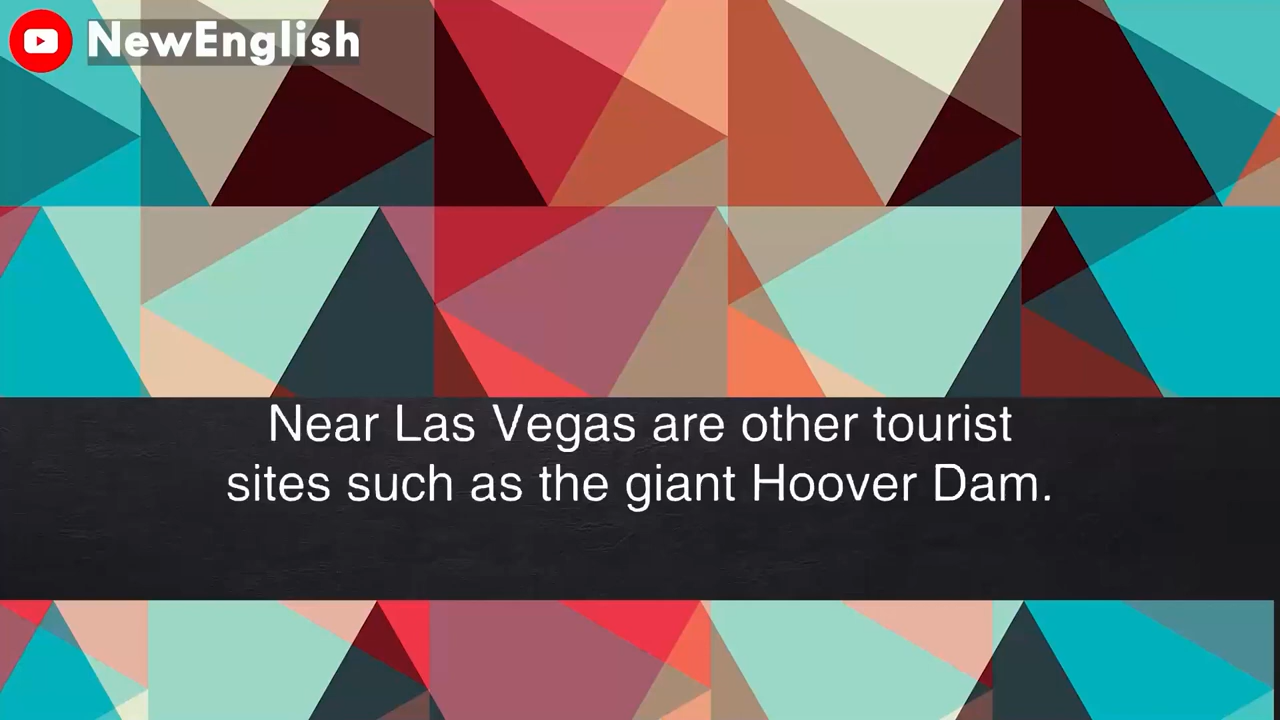 NewEnglish
Near Las Vegas are other tourist
sites such as the giant Hoover Dam.